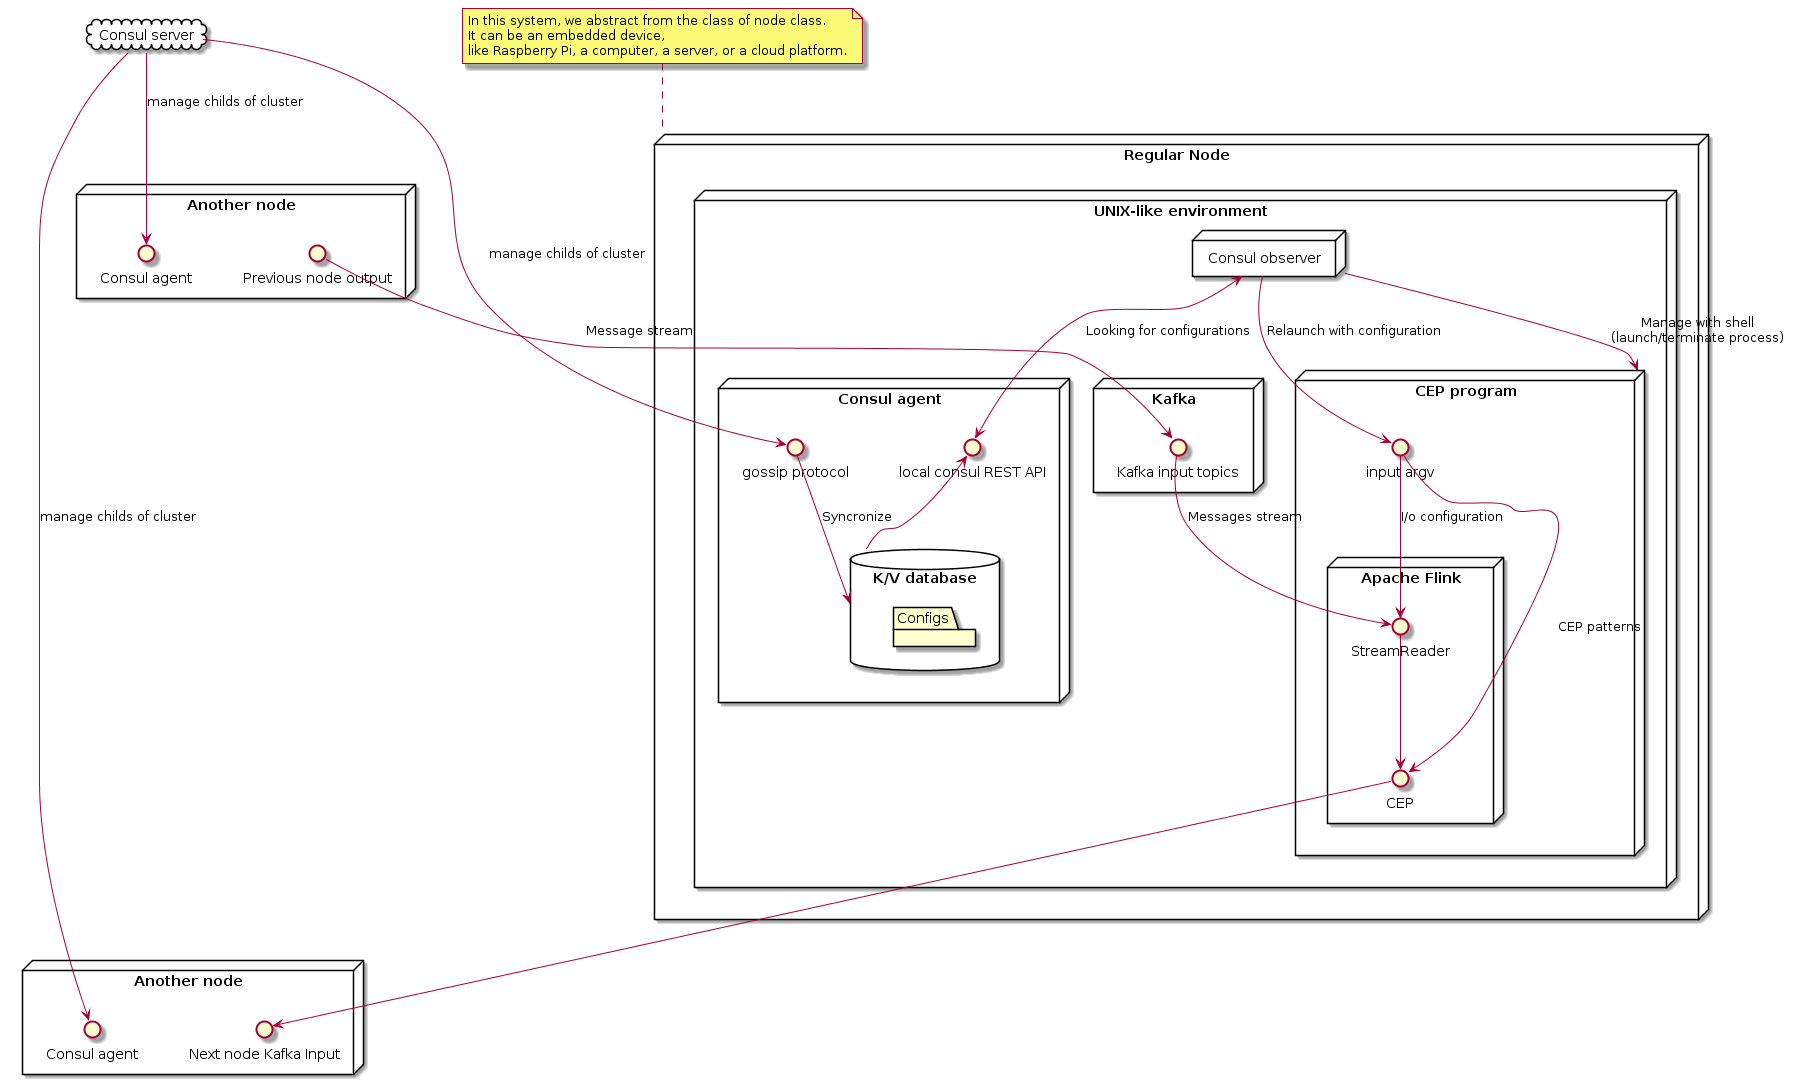 Consul server
In this system, we abstract from the class of node class.
It can be an embedded device,
like Raspberry Pi, a computer, a server, or a cloud platform.
manage childs of cluster
Regular Node
Another node
UNIX-like environment
Consul agent
Previous node output
manage childs of cluster
Consul observer
Message stream
Looking for configurations
Relaunch with configuration
Manage with shell
(launch/terminate process)
Consul agent
Kafka
CEP program
gossip protocol
local consul REST API
Kafka input topics
input argv
manage childs of cluster
Syncronize
Messages stream
I/o configuration
K/V database
Configs
Apache Flink
StreamReader
CEP patterns
CEP
Another node
Consul agent
Next node Kafka Input